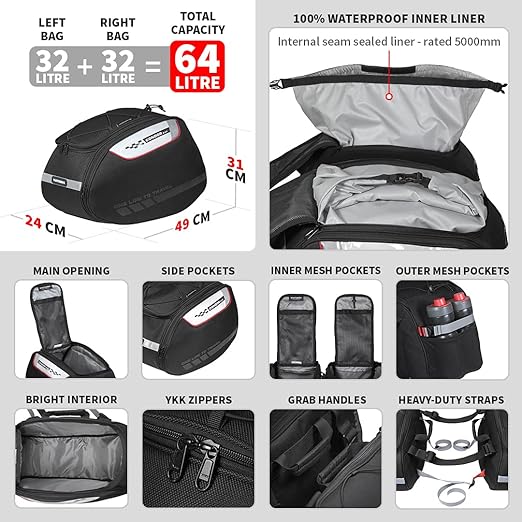 LEFT BAG
RIGHT BAG
TOTAL CAPACITY
32 LITRE + 32 LITRE = 64 LITRE
31 CM
24 CM
49 CM
100% WATERPROOF INNER LINER
Internal seam sealed liner - rated 5000mm
MAIN OPENING
SIDE POCKETS
INNER MESH POCKETS
OUTER MESH POCKETS
BRIGHT INTERIOR
YKK ZIPPERS
GRAB HANDLES
HEAVY-DUTY STRAPS